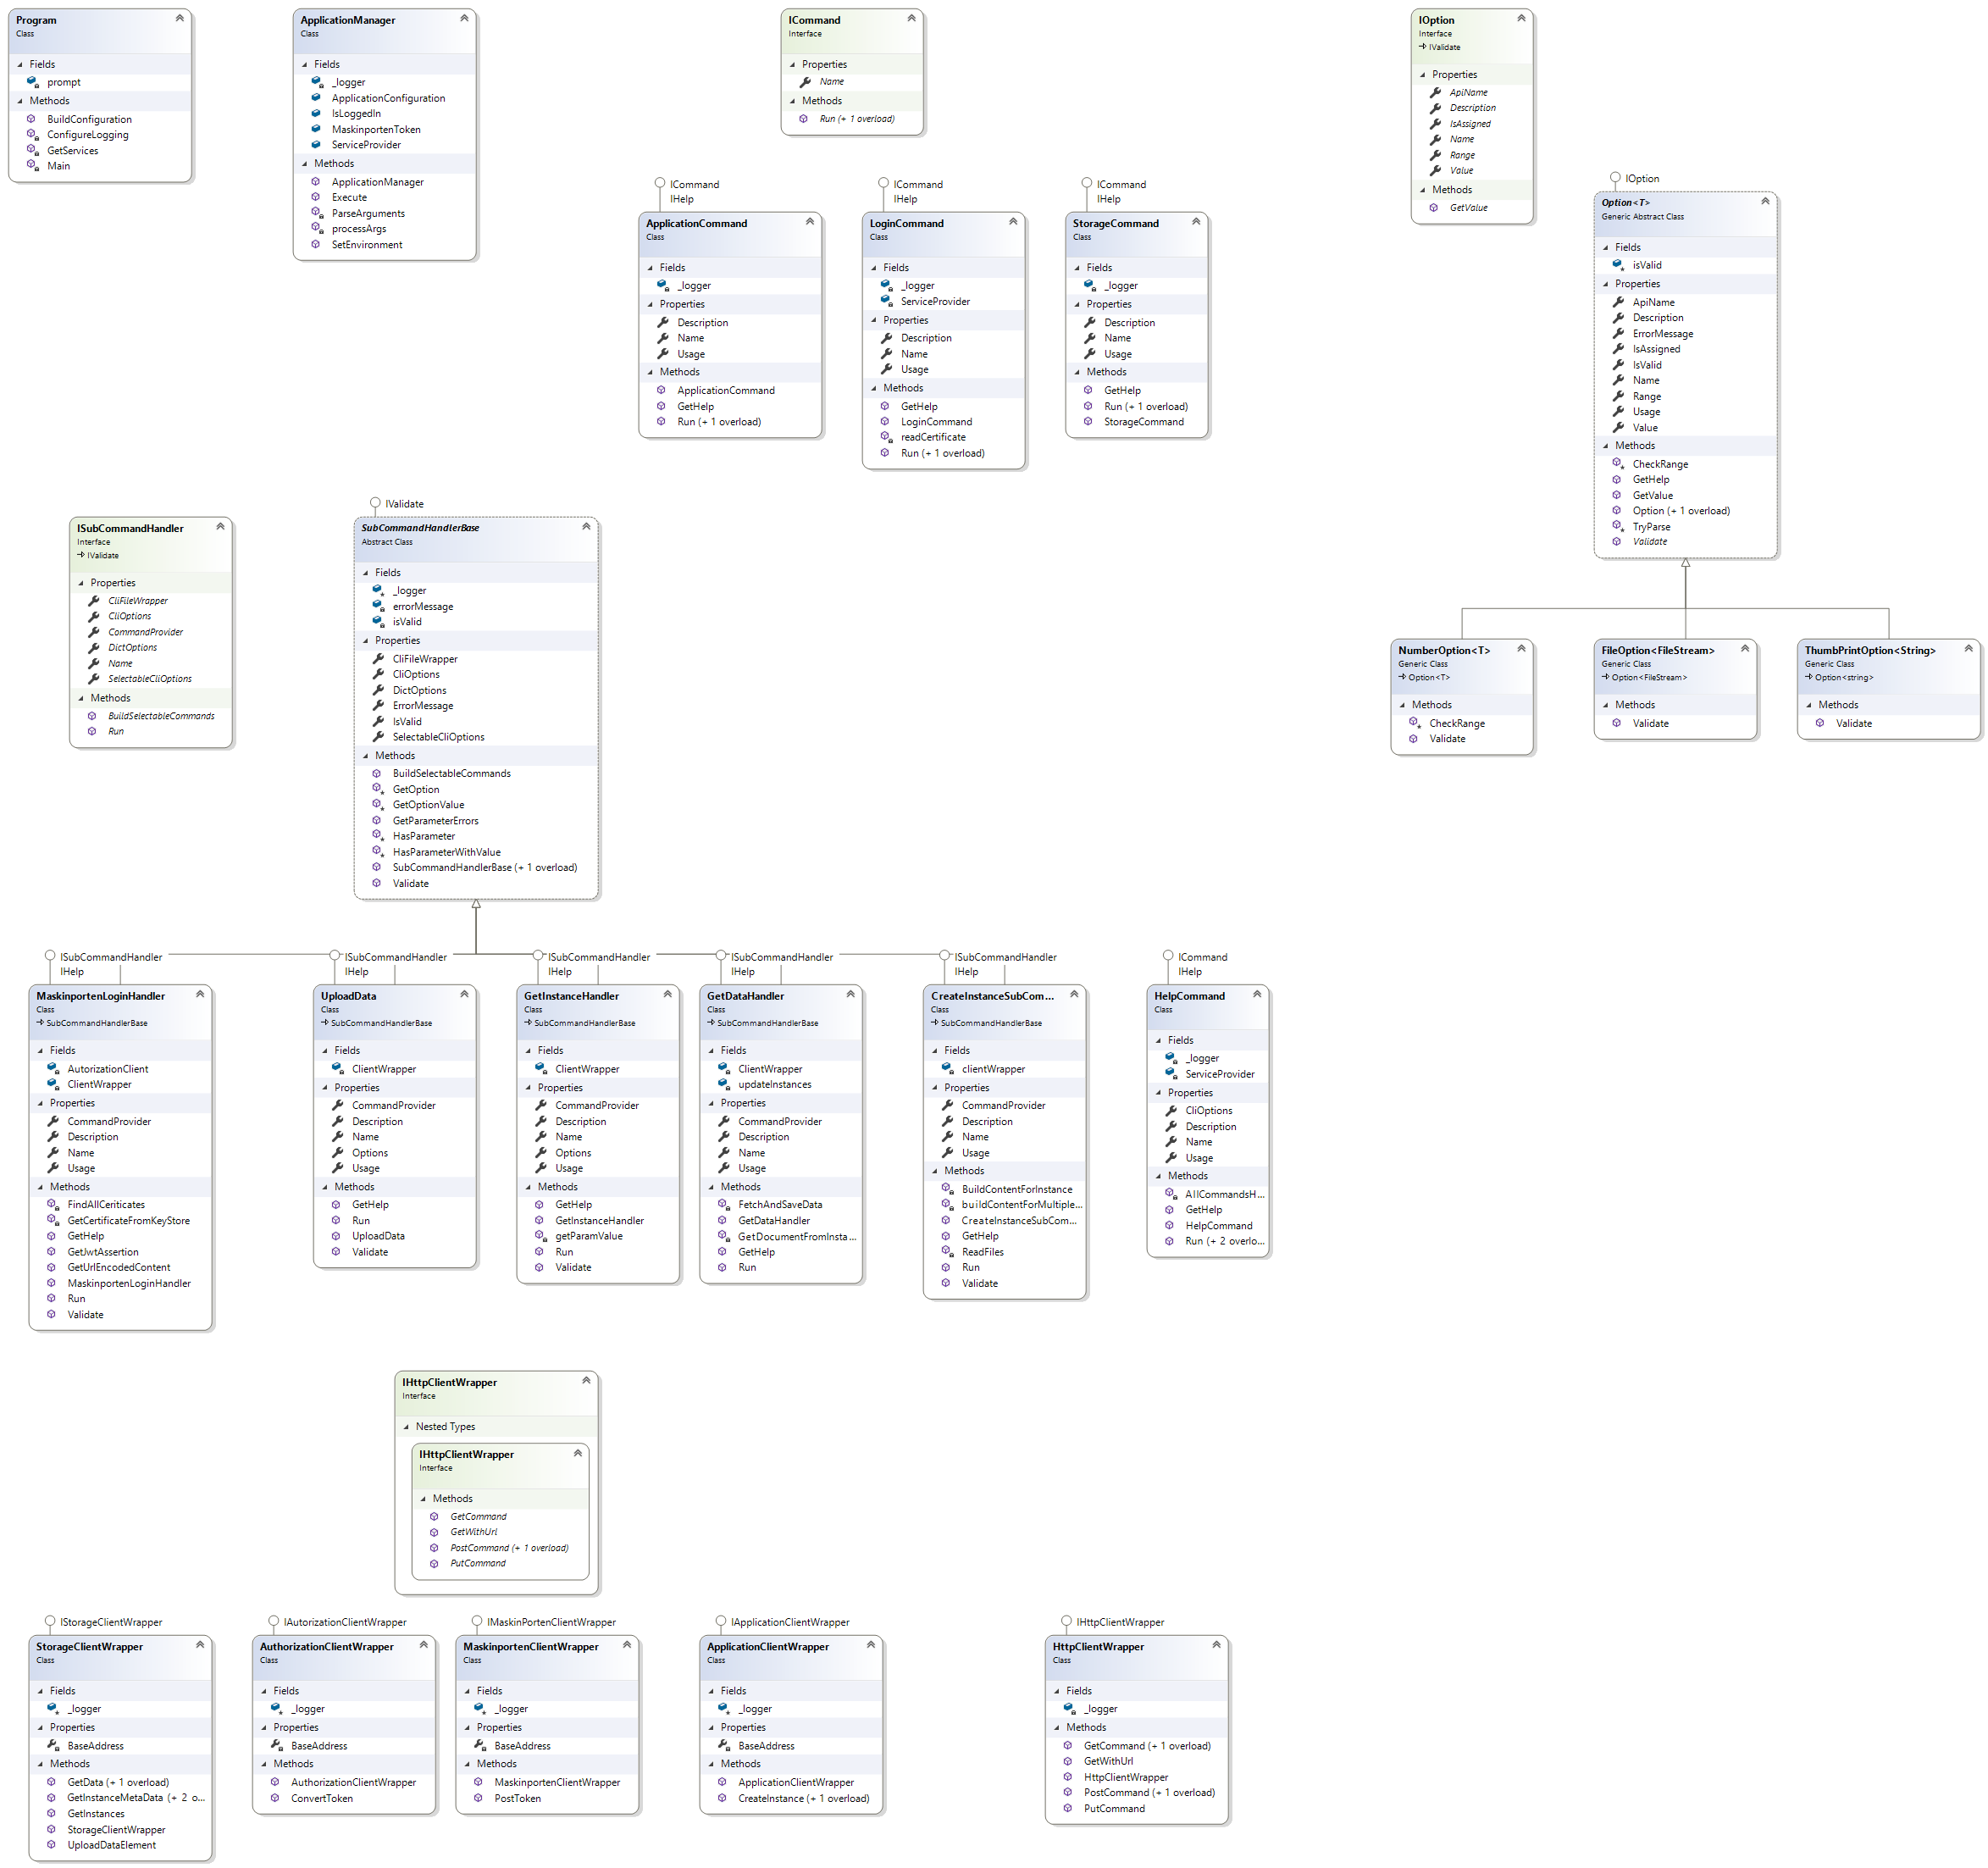 Program
Class
Fields
prompt
Methods
BuildConfiguration
ConfigureLogging
GetServices
Main
ApplicationManager
Class
Fields
_logger
ApplicationConfiguration
IsLoggedIn
MaskinportenToken
ServiceProvider
Methods
ApplicationManager
Execute
ParseArguments
processArgs
SetEnvironment
ICommand
Interface
Properties
Name
Methods
Run (+ 1 overload)
IOption
Interface
IValidate
Properties
ApiName
Description
IsAssigned
Name
Range
Value
Methods
GetValue
ICommand
IHelp
ApplicationCommand
Class
Fields
_logger
Properties
Description
Name
Usage
Methods
ApplicationCommand
GetHelp
Run (+ 1 overload)
ICommand
IHelp
LoginCommand
Class
Fields
_logger
ServiceProvider
Properties
Description
Name
Usage
Methods
GetHelp
LoginCommand
readCertificate
Run (+ 1 overload)
ICommand
IHelp
StorageCommand
Class
Fields
_logger
Properties
Description
Name
Usage
Methods
GetHelp
Run (+ 1 overload)
StorageCommand
IOption
Option<T>
Generic Abstract Class
Fields
isValid
Properties
ApiName
Description
ErrorMessage
IsAssigned
IsValid
Name
Range
Usage
Value
Methods
CheckRange
GetHelp
GetValue
Option (+ 1 overload)
TryParse
Validate
ISubCommandHandler
Interface
IValidate
Properties
CliFileWrapper
CliOptions
CommandProvider
DictOptions
Name
SelectableCliOptions
Methods
BuildSelectableCommands
Run
IValidate
SubCommandHandlerBase
Abstract Class
Fields
_logger
errorMessage
isValid
Properties
CliFileWrapper
CliOptions
DictOptions
ErrorMessage
IsValid
SelectableCliOptions
Methods
BuildSelectableCommands
GetOption
GetOptionValue
GetParameterErrors
HasParameter
HasParameterWithValue
SubCommandHandlerBase (+ 1 overload)
Validate
NumberOption<T>
Generic Class
Option<T>
Methods
CheckRange
Validate
FileOption<FileStream>
Generic Class
Option<FileStream>
Methods
Validate
ThumbPrintOption<String>
Generic Class
Option<string>
Methods
Validate
ISubCommandHandler
IHelp
MaskinportenLoginHandler
Class
SubCommandHandlerBase
Fields
AutorizationClient
ClientWrapper
Properties
CommandProvider
Description
Name
Usage
Methods
FindAllCeriticates
GetCertificateFromKeyStore
GetHelp
GetJwtAssertion
GetUrlEncodedContent
MaskinportenLoginHandler
Run
Validate
ISubCommandHandler
IHelp
UploadData
Class
SubCommandHandlerBase
Fields
ClientWrapper
Properties
CommandProvider
Description
Name
Options
Usage
Methods
GetHelp
Run
UploadData
Validate
ISubCommandHandler
IHelp
GetInstanceHandler
Class
SubCommandHandlerBase
Fields
ClientWrapper
Properties
CommandProvider
Description
Name
Options
Usage
Methods
GetHelp
GetInstanceHandler
getParamValue
Run
Validate
ISubCommandHandler
IHelp
GetDataHandler
Class
SubCommandHandlerBase
Fields
ClientWrapper
updateInstances
Properties
CommandProvider
Description
Name
Usage
Methods
FetchAndSaveData
GetDataHandler
GetDocumentFromInsta...
GetHelp
Run
ISubCommandHandler
IHelp
CreateInstanceSubCom...
Class
SubCommandHandlerBase
Fields
clientWrapper
Properties
CommandProvider
Description
Name
Usage
Methods
BuildContentForInstance
buildContentForMultiple...
CreateInstanceSubCom...
GetHelp
ReadFiles
Run
Validate
ICommand
IHelp
HelpCommand
Class
Fields
_logger
ServiceProvider
Properties
CliOptions
Description
Name
Usage
Methods
AllCommandsH...
GetHelp
HelpCommand
Run (+ 2 overlo...
IHttpClientWrapper
Interface
Nested Types
IHttpClientWrapper
Interface
Methods
GetCommand
GetWithUrl
PostCommand (+ 1 overload)
PutCommand
IStorageClientWrapper
StorageClientWrapper
Class
Fields
_logger
Properties
BaseAddress
Methods
GetData (+ 1 overload)
GetInstanceMetaData (+ 2 o...
GetInstances
StorageClientWrapper
UploadDataElement
IAutorizationClientWrapper
AuthorizationClientWrapper
Class
Fields
_logger
Properties
BaseAddress
Methods
AuthorizationClientWrapper
ConvertToken
IMaskinPortenClientWrapper
MaskinportenClientWrapper
Class
Fields
_logger
Properties
BaseAddress
Methods
MaskinportenClientWrapper
PostToken
IApplicationClientWrapper
ApplicationClientWrapper
Class
Fields
_logger
Properties
BaseAddress
Methods
ApplicationClientWrapper
CreateInstance (+ 1 overload)
IHttpClientWrapper
HttpClientWrapper
Class
Fields
_logger
Methods
GetCommand (+ 1 overload)
GetWithUrl
HttpClientWrapper
PostCommand (+ 1 overload)
PutCommand